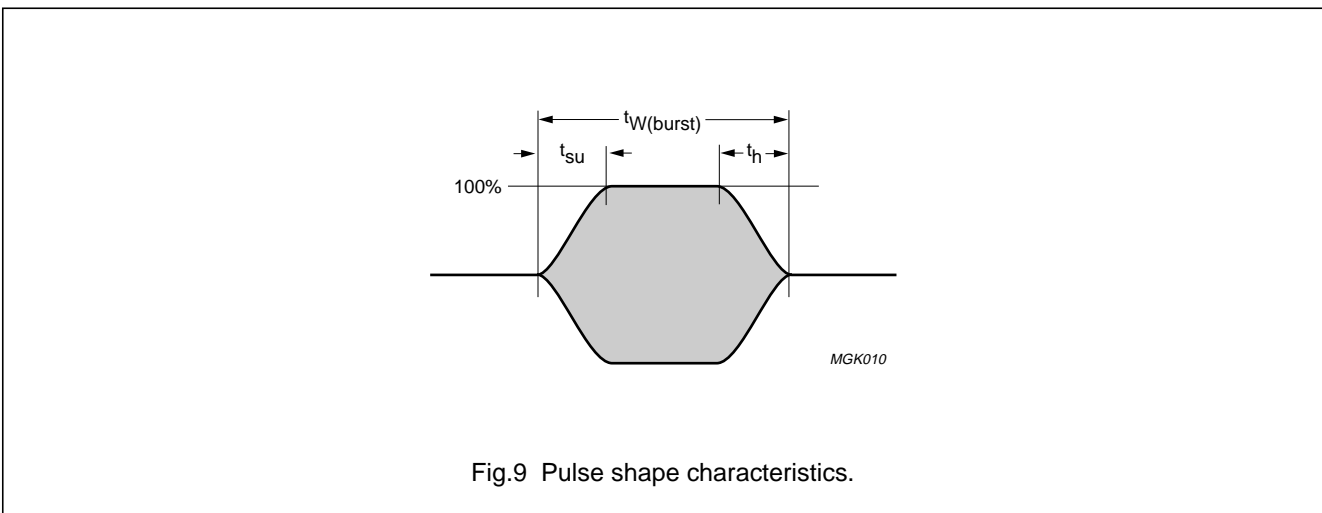 tW(burst)
tsu
th
100%
MGK010
Fig.9 Pulse shape characteristics.